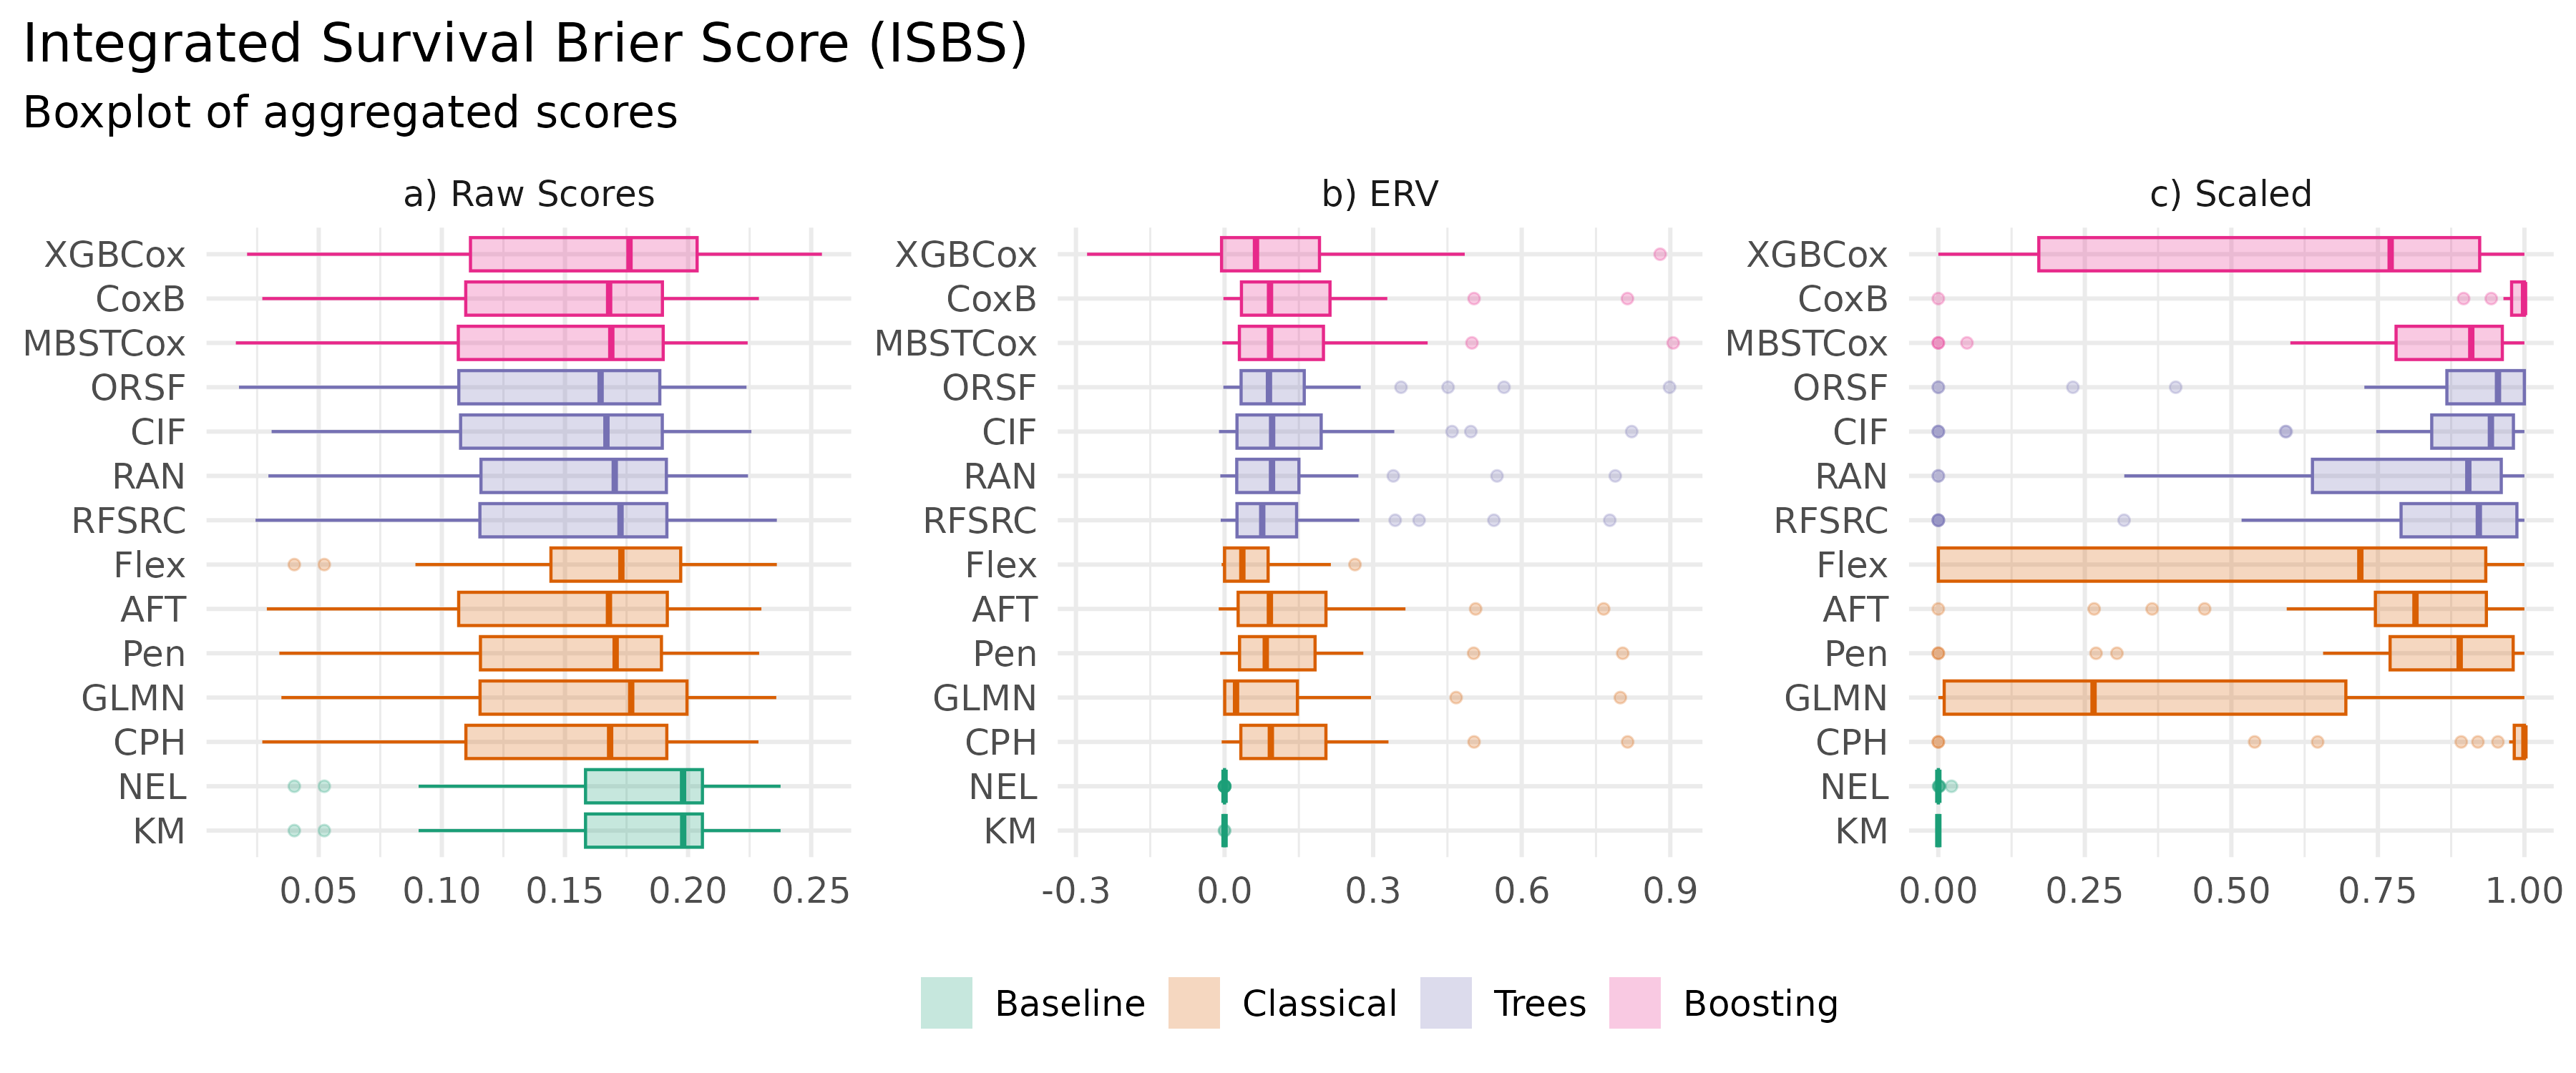 Integrated Survival Brier Score (ISBS)
Boxplot of aggregated scores
a) Raw Scores
XGBCox
CoxB
MBSTCox
ORSF
CIF
RAN
RFSRC
Flex
AFT
Pen
GLMN
CPH
NEL
KM
0.05 0.10 0.15 0.20 0.25
b) ERV
XGBCox
CoxB
MBSTCox
ORSF
CIF
RAN
RFSRC
Flex
AFT
Pen
GLMN
CPH
NEL
KM
-0.3 0.0 0.3 0.6 0.9
c) Scaled
XGBCox
CoxB
MBSTCox
ORSF
CIF
RAN
RFSRC
Flex
AFT
Pen
GLMN
CPH
NEL
KM
0.00 0.25 0.50 0.75 1.00
Baseline Classical Trees Boosting